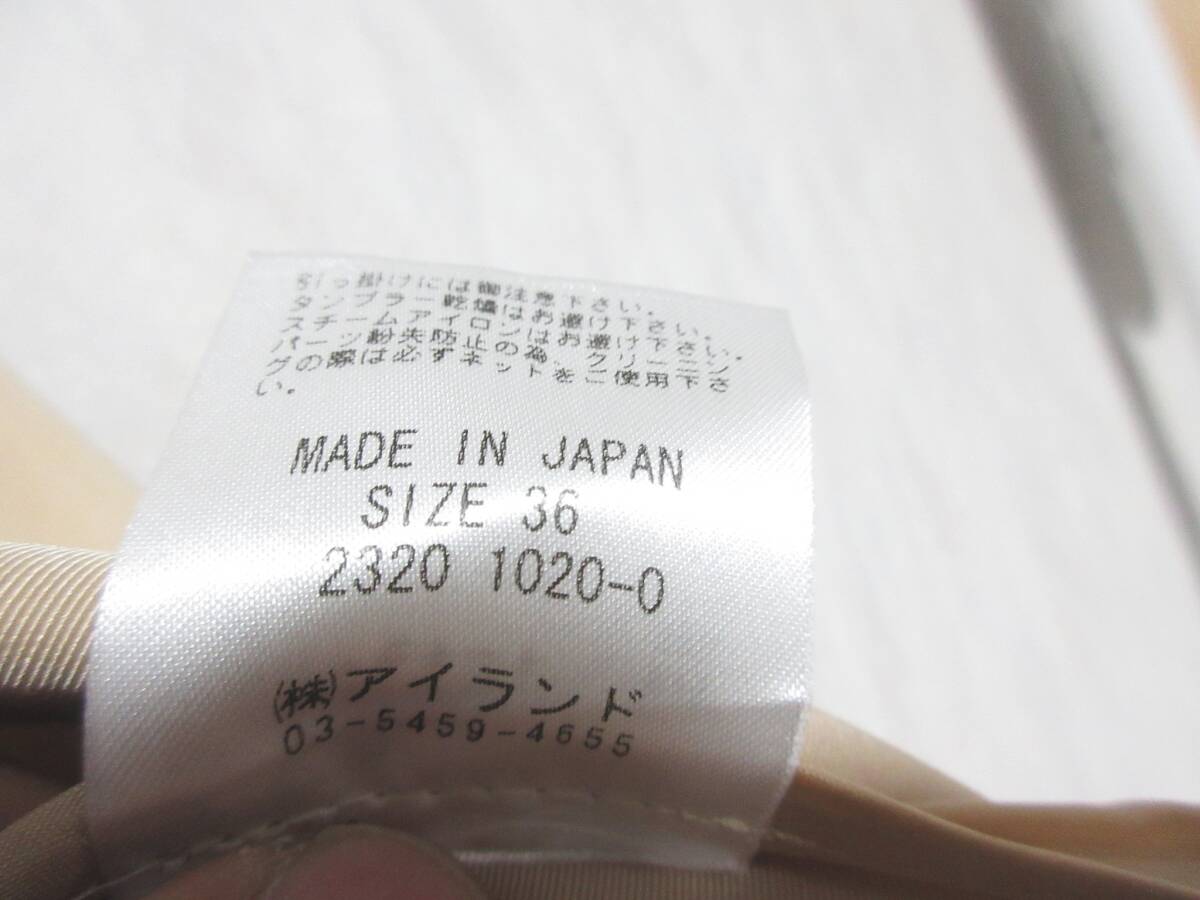 引っ掛けには御注意下さい。
タンブラー乾燥はお避け下さい。
スチームアイロンはお避け下さい。
パーツ紛失防止の為、クリーニン
グの際は必ずネットをご使用下さ
い。
MADE IN JAPAN
SIZE 36
2320 1020-0
㈱アイランド
03-5459-4655